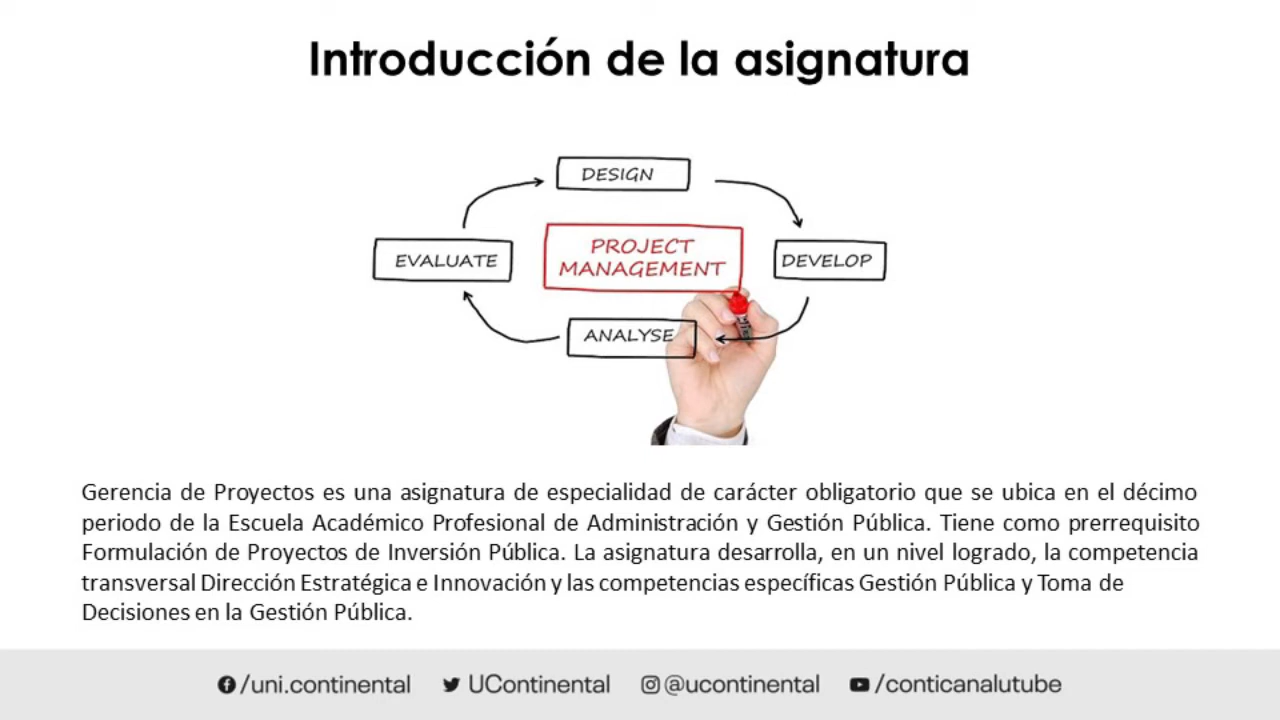 Introducción de la asignatura
DESIGN
PROJECT
MANAGEMENT
EVALUATE
DEVELOP
ANALYSE
Gerencia de Proyectos es una asignatura de especialidad de carácter obligatorio que se ubica en el décimo
periodo de la Escuela Académico Profesional de Administración y Gestión Pública. Tiene como prerrequisito
Formulación de Proyectos de Inversión Pública. La asignatura desarrolla, en un nivel logrado, la competencia
transversal Dirección Estratégica e Innovación y las competencias específicas Gestión Pública y Toma de
Decisiones en la Gestión Pública.
/uni.continental UContinental @ucontinental /conticanalutube